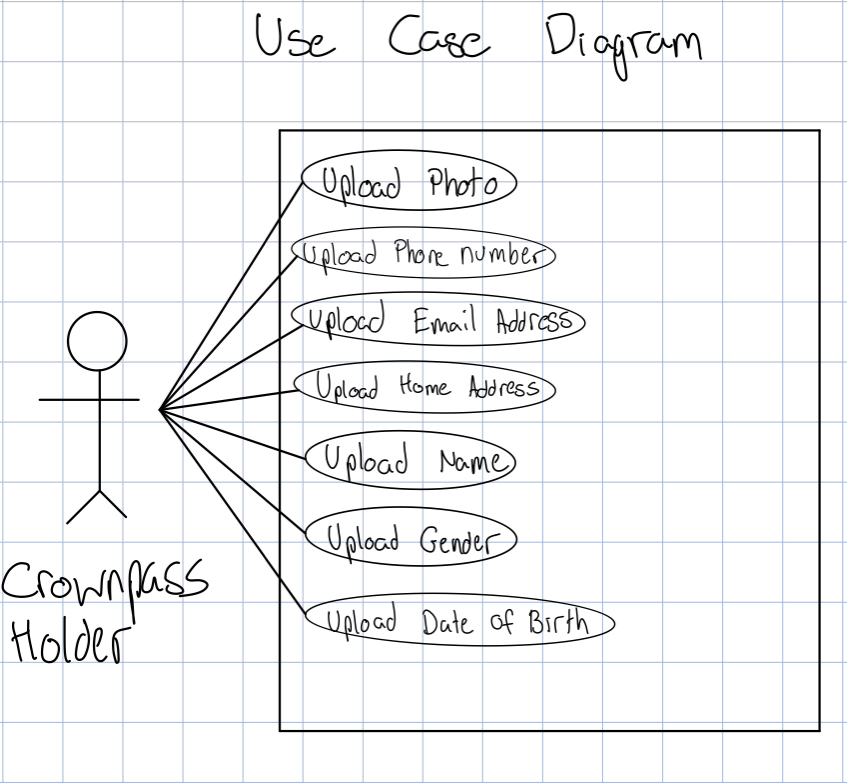 Use Case Diagram
Upload Photo
Upload Phone number
Upload Email Address
Upload Home Address
Upload Name
Upload Gender
Upload Date of Birth
Crownpass
Holder